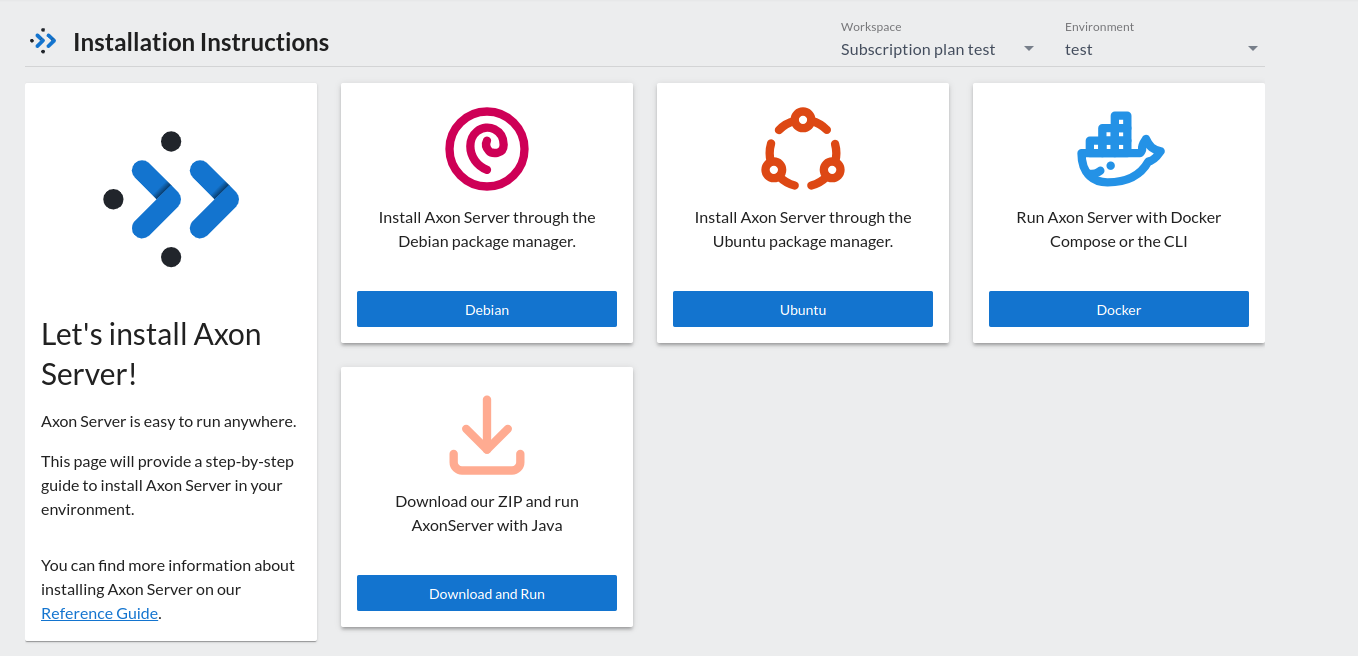 Installation Instructions
Workspace
Subscription plan test
Environment
test
Let's install Axon
Server!
Axon Server is easy to run anywhere.
This page will provide a step-by-step
guide to install Axon Server in your
environment.
You can find more information about
installing Axon Server on our
Reference Guide.
Install Axon Server through the
Debian package manager.
Debian
Install Axon Server through the
Ubuntu package manager.
Ubuntu
Run Axon Server with Docker
Compose or the CLI
Docker
Download our ZIP and run
AxonServer with Java
Download and Run